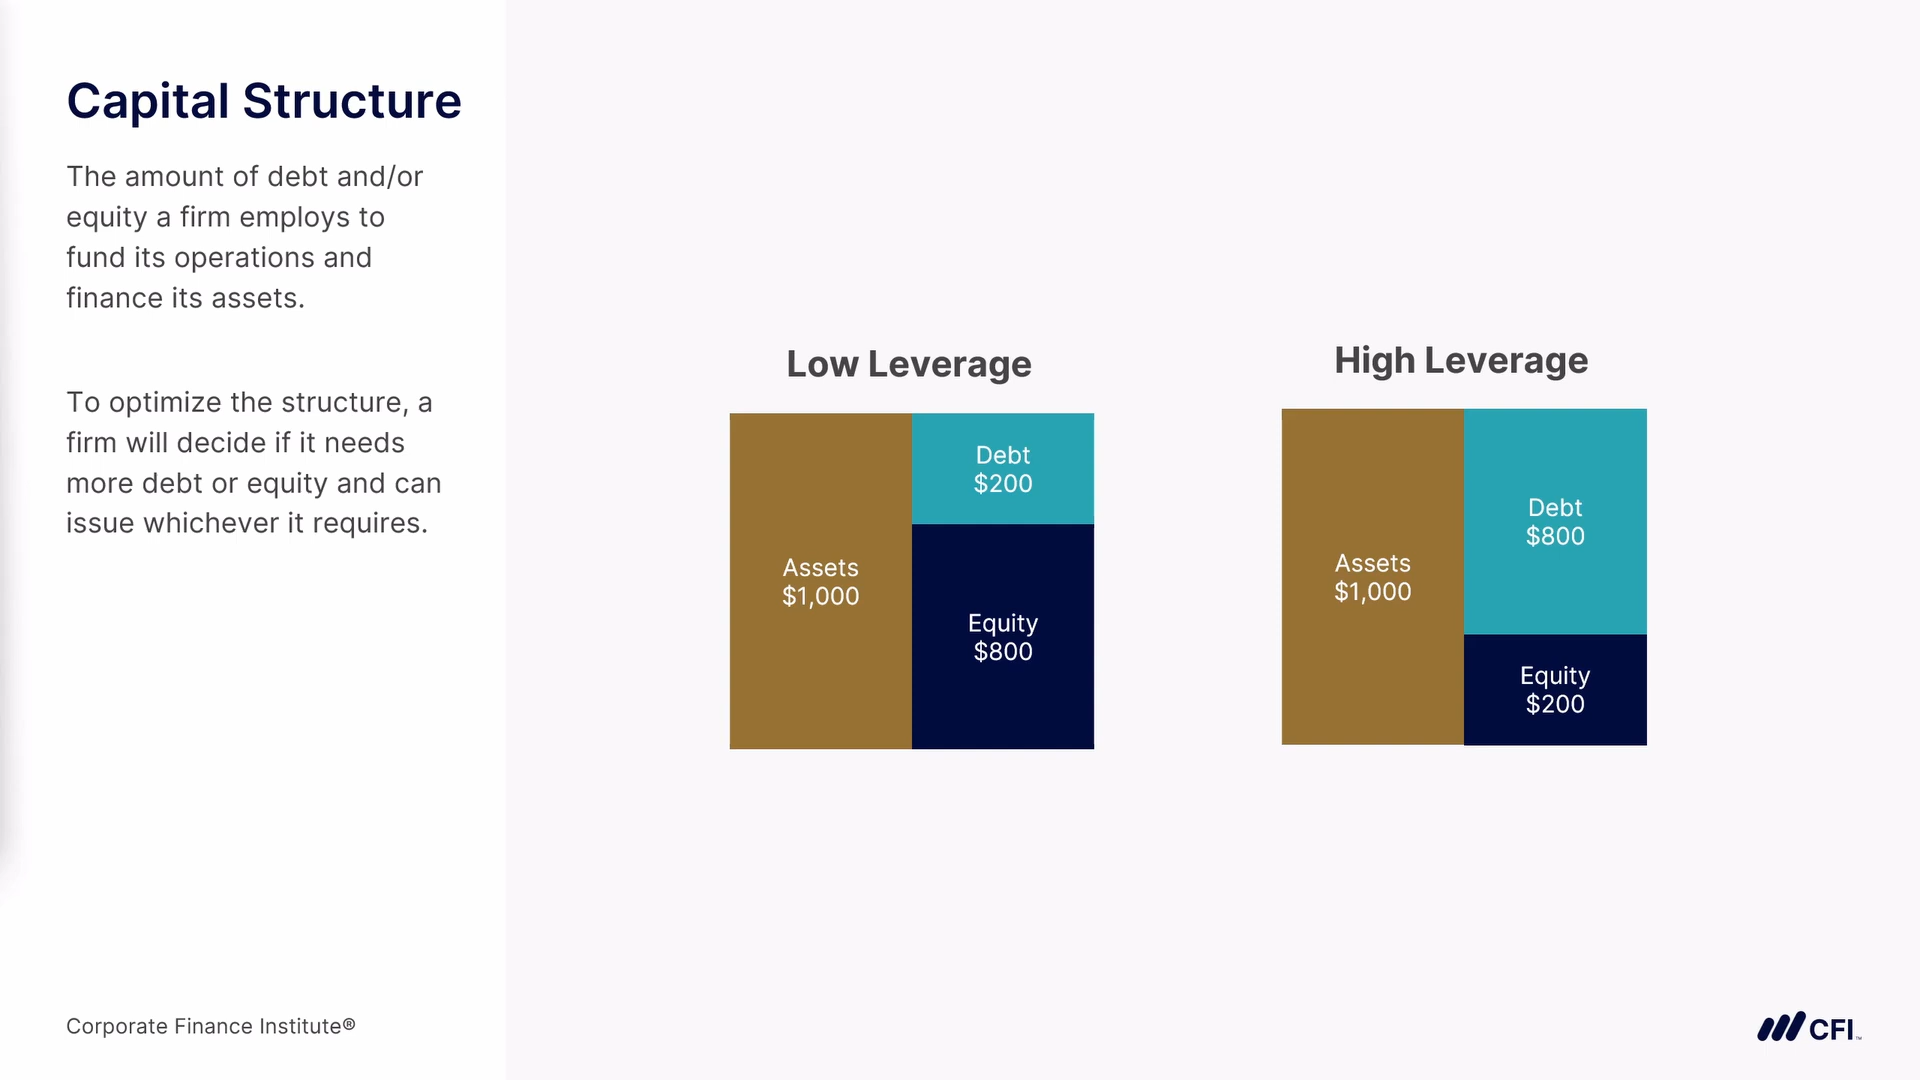 Capital Structure
The amount of debt and/or
equity a firm employs to
fund its operations and
finance its assets.
To optimize the structure, a
firm will decide if it needs
more debt or equity and can
issue whichever it requires.
Low Leverage
Assets
$1,000
Debt
$200
Equity
$800
High Leverage
Assets
$1,000
Debt
$800
Equity
$200
Corporate Finance Institute®
CFI™